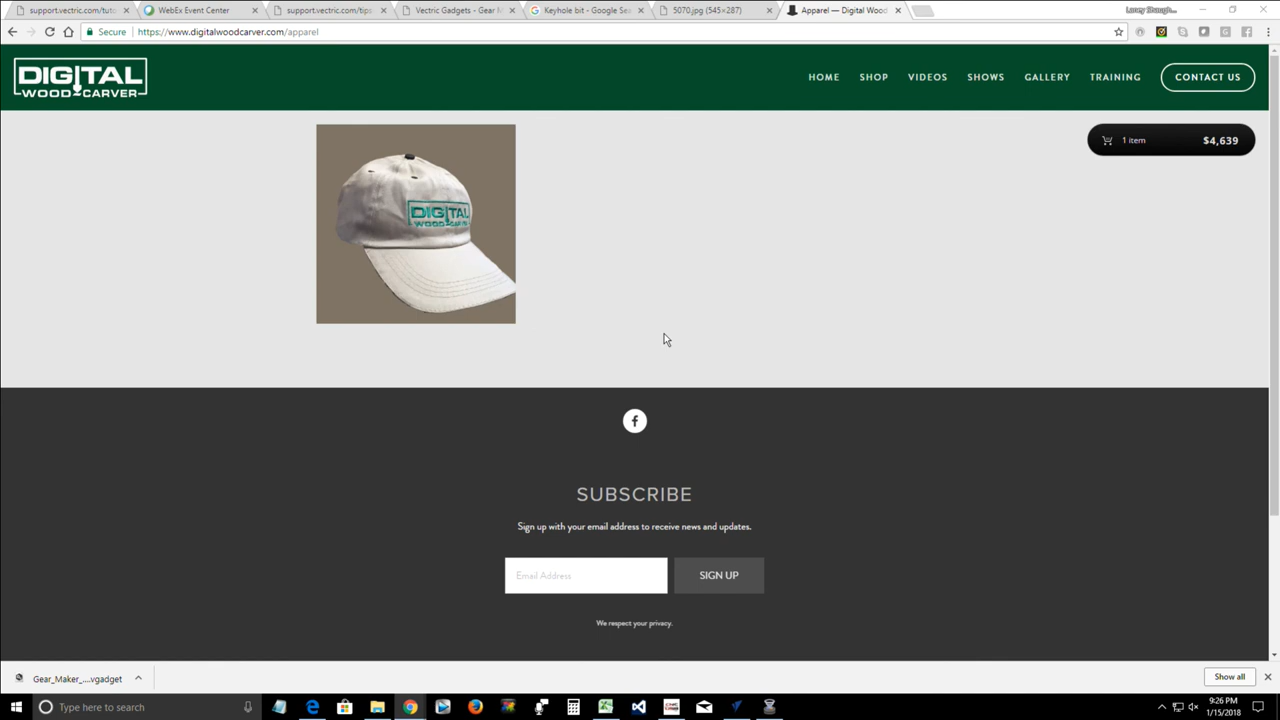 support.vectric.com/tuto
WebEx Event Center
support.vectric.com/tips
Vectric Gadgets - Gear M
Keyhole bit - Google Sea
5070.jpg (545×287)
Apparel — Digital Wood
Secure
https://www.digitalwoodcarver.com/apparel
DIGITAL
WOOD CARVER
HOME
SHOP
VIDEOS
SHOWS
GALLERY
TRAINING
CONTACT US
1 item
$4,639
DIGITAL
WOOD CARVER
SUBSCRIBE
Sign up with your email address to receive news and updates.
Email Address
SIGN UP
We respect your privacy.
Gear_Maker_....vgadget
Show all
Type here to search
9:26 PM
1/15/2018